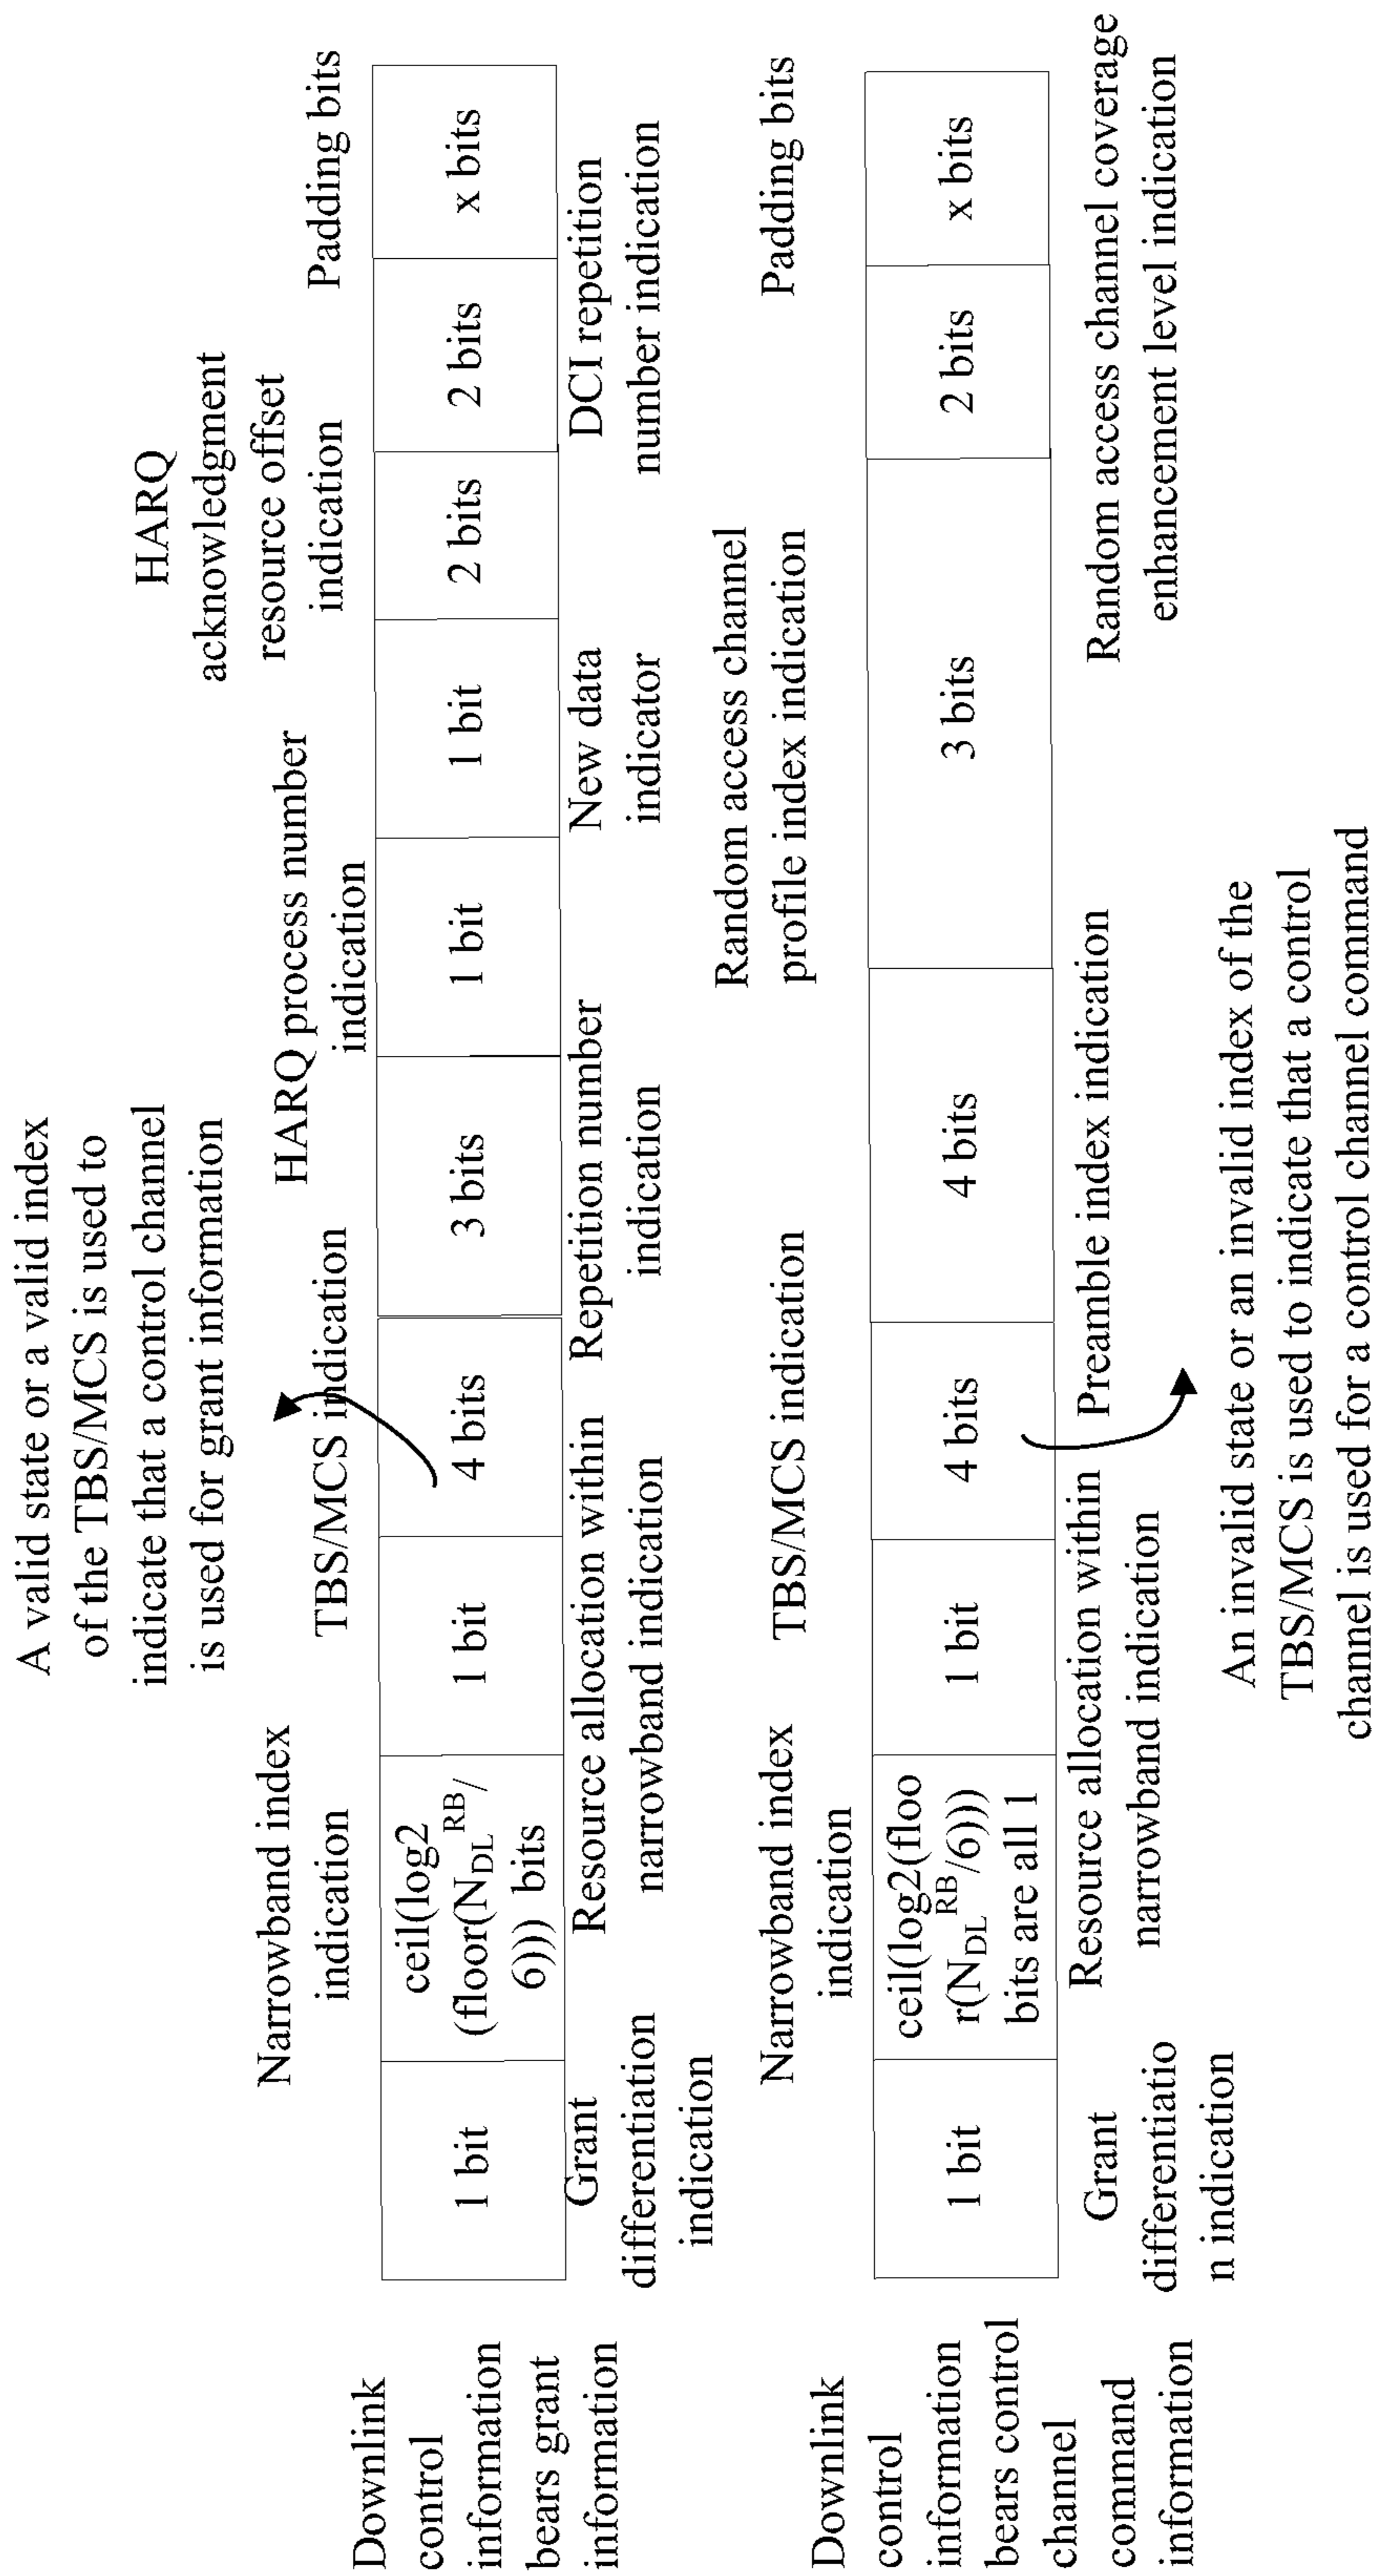 A valid state or a valid index
of the TBS/MCS is used to
indicate that a control channel
is used for grant information
Narrowband index
indication
TBS/MCS indication
HARQ process number
indication
HARQ
acknowledgment
resource offset
indication
Padding bits
Downlink
control
information
bears grant
information
1 bit
ceil(log2
(floor(N_DL^RB/
6))) bits
1 bit
4 bits
3 bits
1 bit
1 bit
2 bits
2 bits
x bits
Grant
differentiation
indication
Resource allocation within
narrowband indication
Repetition number
indication
New data
indicator
DCI repetition
number indication
Narrowband index
indication
TBS/MCS indication
Random access channel
profile index indication
Padding bits
Downlink
control
information
bears control
channel
command
information
1 bit
ceil(log2(floo
r(N_DL^RB/6)))
bits are all 1
1 bit
4 bits
4 bits
3 bits
2 bits
x bits
Grant
differentiatio
n indication
Resource allocation within
narrowband indication
Preamble index indication
Random access channel coverage
enhancement level indication
An invalid state or an invalid index of the
TBS/MCS is used to indicate that a control
channel is used for a control channel command